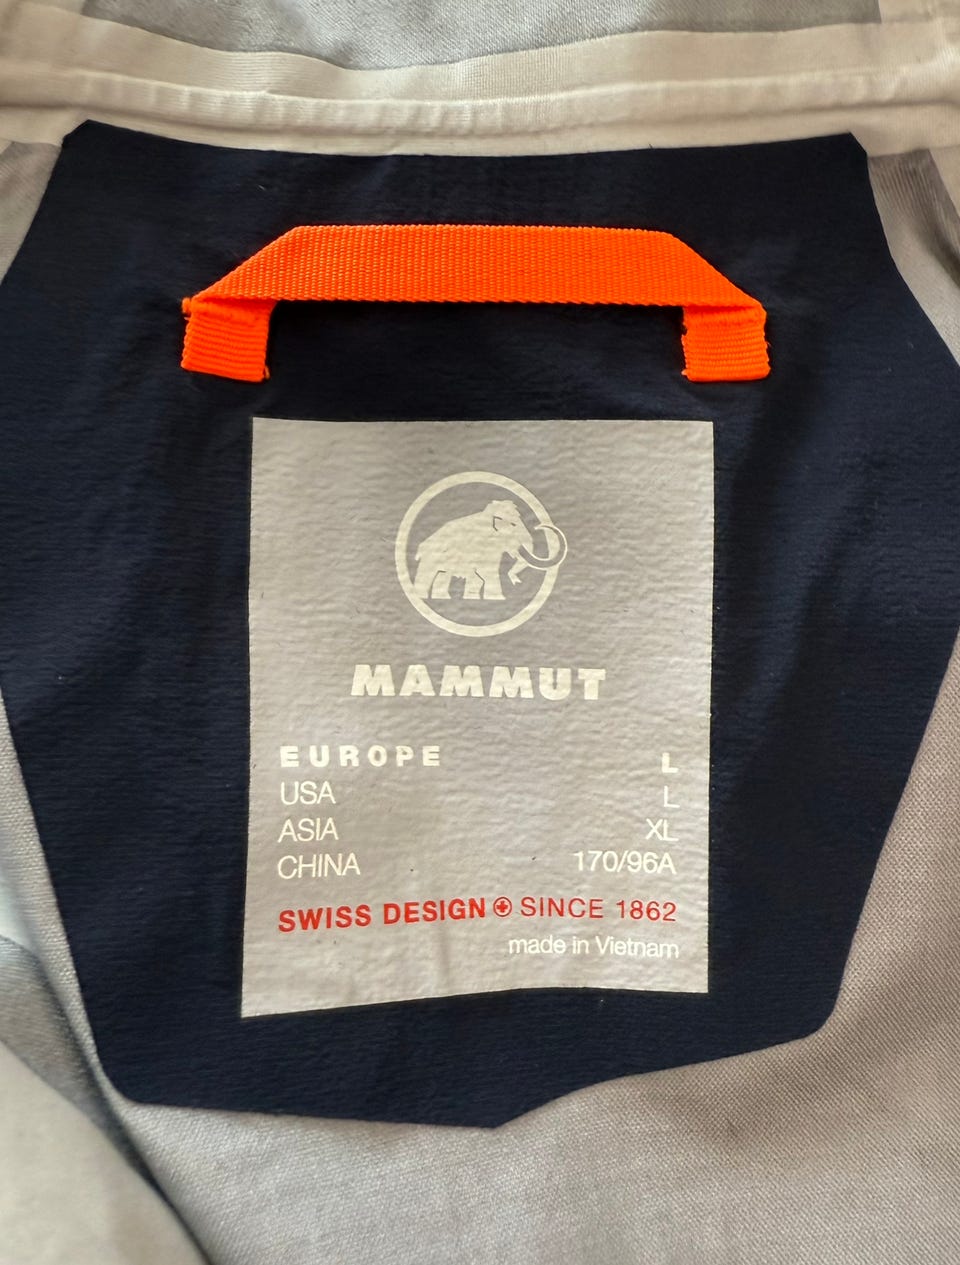 MAMMUT
EUROPE L
USA L
ASIA XL
CHINA 170/96A
SWISS DESIGN SINCE 1862
made in Vietnam